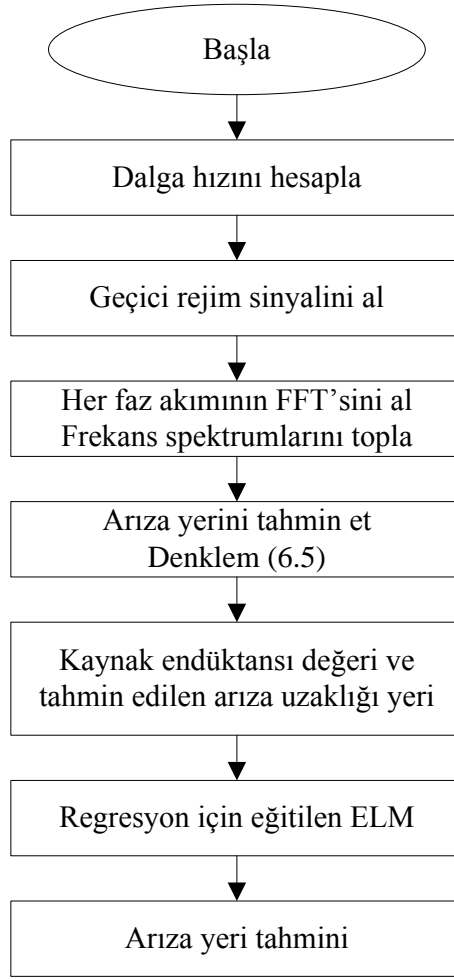 Başla
Dalga hızını hesapla
Geçici rejim sinyalini al
Her faz akımının FFT’sini al
Frekans spektrumlarını topla
Arıza yerini tahmin et
Denklem (6.5)
Kaynak endüktansı değeri ve
tahmin edilen arıza uzaklığı yeri
Regresyon için eğitilen ELM
Arıza yeri tahmini